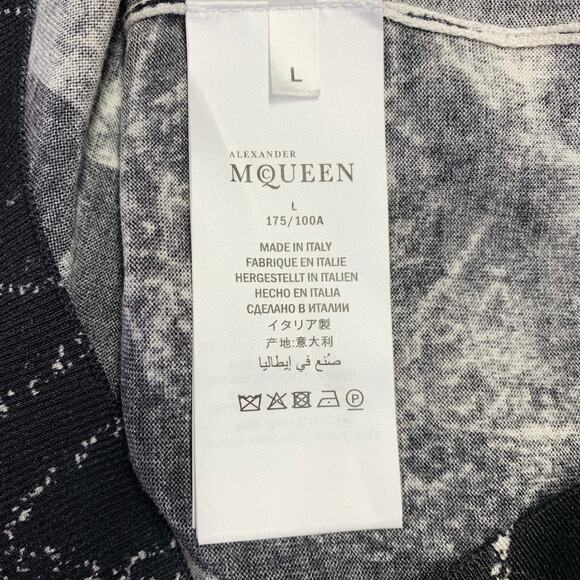 L
ALEXANDER
McQUEEN
L
175/100A
MADE IN ITALY
FABRIQUE EN ITALIE
HERGESTELLT IN ITALIEN
HECHO EN ITALIA
СДЕЛАНО В ИТАЛИИ
イタリア製
产地:意大利
صُنع في إيطاليا
P